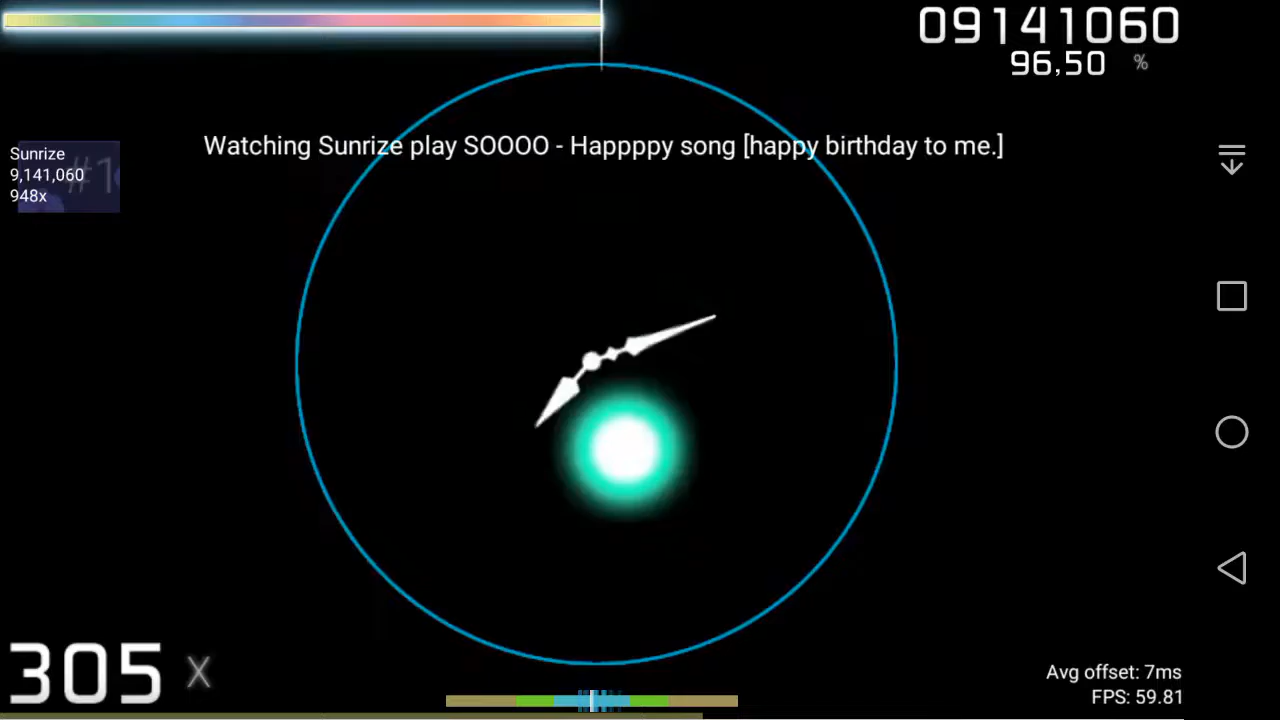 09141060
96,50 %
Watching Sunrize play SOOOO - Happppy song [happy birthday to me.]
Sunrize
9,141,060
948x
#1
305 X
Avg offset: 7ms
FPS: 59.81